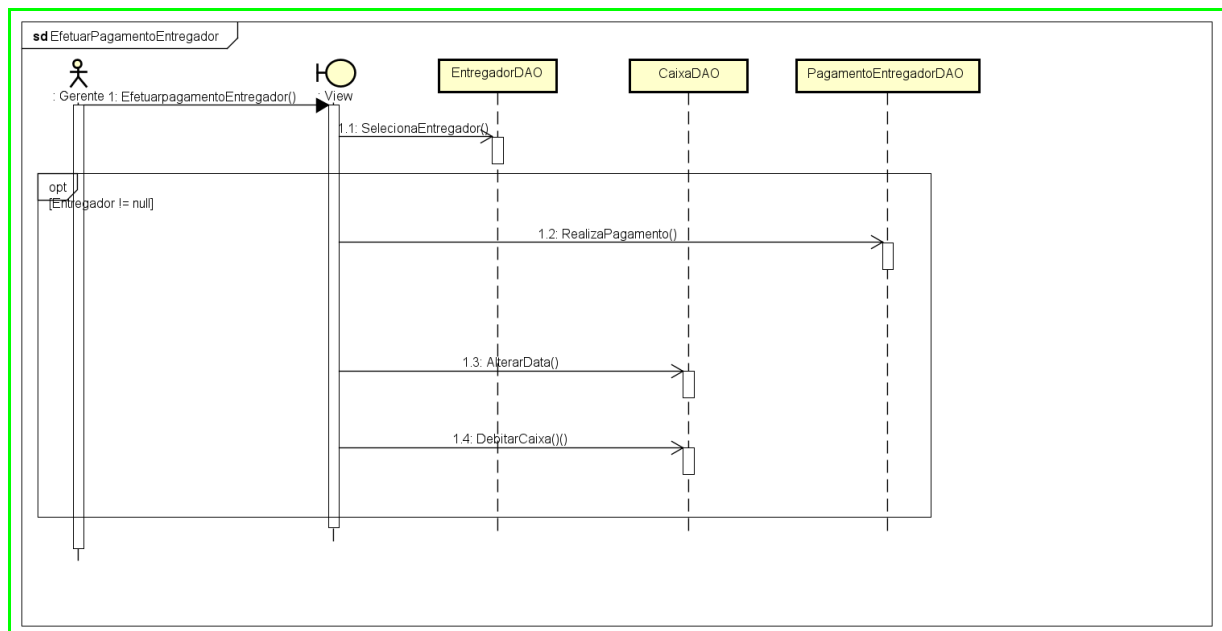 sd EfetuarPagamentoEntregador
EntregadorDAO
CaixaDAO
PagamentoEntregadorDAO
: Gerente
1: EfetuarpagamentoEntregador()
: View
1.1: SelecionaEntregador()
opt
[Entregador != null]
1.2: RealizaPagamento()
1.3: AlterarData()
1.4: DebitarCaixa()()